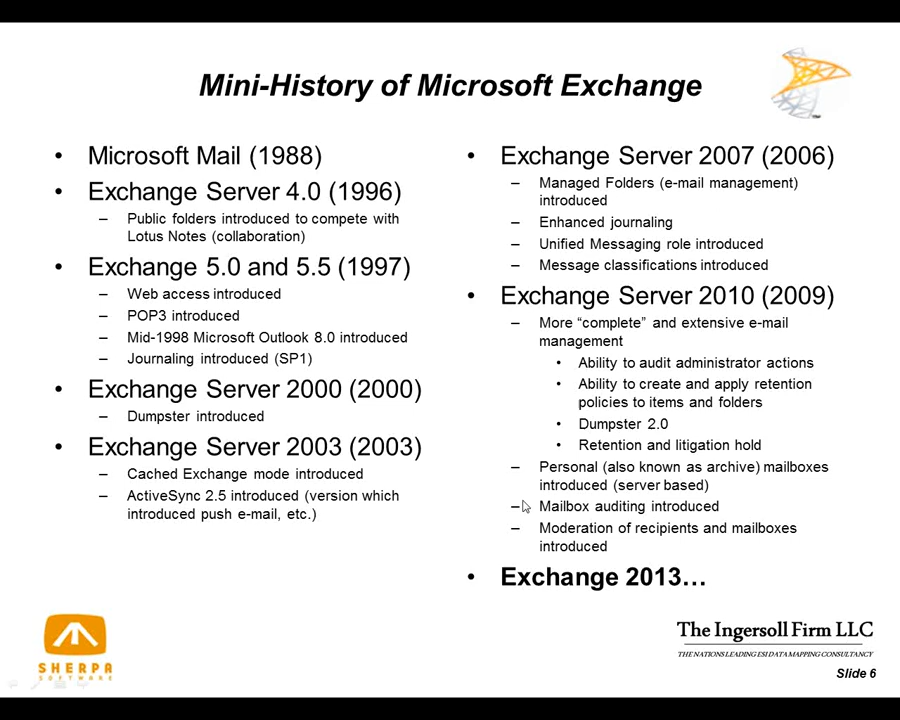 Mini-History of Microsoft Exchange
• Microsoft Mail (1988)
• Exchange Server 4.0 (1996)
– Public folders introduced to compete with
Lotus Notes (collaboration)
• Exchange 5.0 and 5.5 (1997)
– Web access introduced
– POP3 introduced
– Mid-1998 Microsoft Outlook 8.0 introduced
– Journaling introduced (SP1)
• Exchange Server 2000 (2000)
– Dumpster introduced
• Exchange Server 2003 (2003)
– Cached Exchange mode introduced
– ActiveSync 2.5 introduced (version which
introduced push e-mail, etc.)
• Exchange Server 2007 (2006)
– Managed Folders (e-mail management)
introduced
– Enhanced journaling
– Unified Messaging role introduced
– Message classifications introduced
• Exchange Server 2010 (2009)
– More “complete” and extensive e-mail
management
• Ability to audit administrator actions
• Ability to create and apply retention
policies to items and folders
• Dumpster 2.0
• Retention and litigation hold
– Personal (also known as archive) mailboxes
introduced (server based)
– Mailbox auditing introduced
– Moderation of recipients and mailboxes
introduced
• Exchange 2013…
SHERPA
SOFTWARE
The Ingersoll Firm LLC
THE NATIONS LEADING ESI DATA MAPPING CONSULTANCY
Slide 6